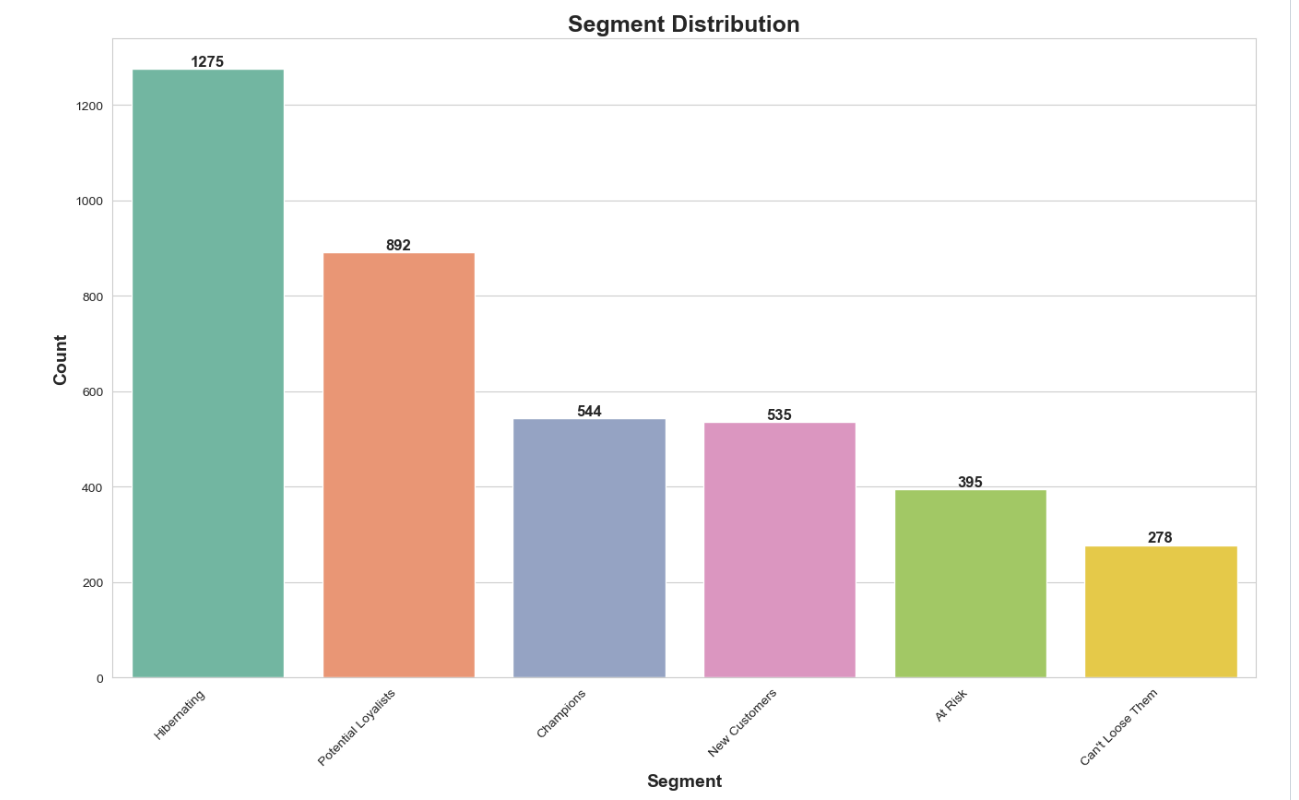 Segment Distribution
1275
1200
1000
892
800
Count
600
544
535
400
395
278
200
0
Hibernating
Potential Loyalists
Champions
New Customers
At Risk
Can't Loose Them
Segment